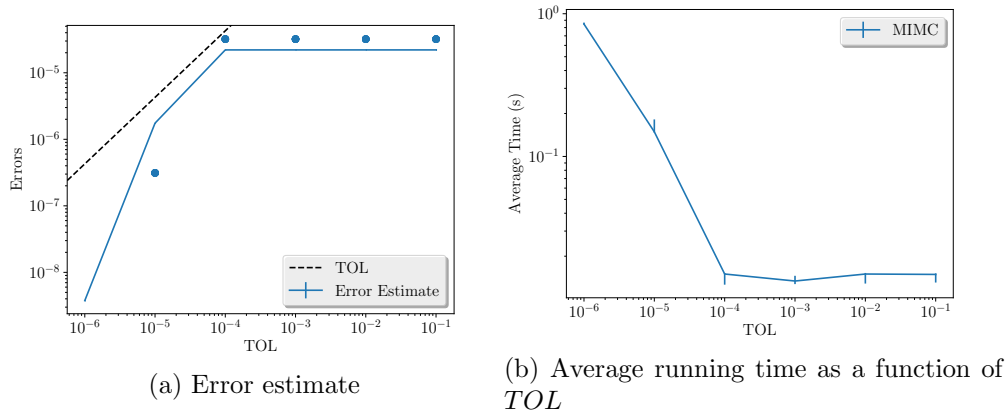 10⁻⁵
10⁻⁶
10⁻⁷
10⁻⁸
Errors
TOL
Error Estimate
10⁻⁶ 10⁻⁵ 10⁻⁴ 10⁻³ 10⁻² 10⁻¹
TOL
(a) Error estimate
10⁰
10⁻¹
Average Time (s)
MIMC
10⁻⁶ 10⁻⁵ 10⁻⁴ 10⁻³ 10⁻² 10⁻¹
TOL
(b) Average running time as a function of
TOL